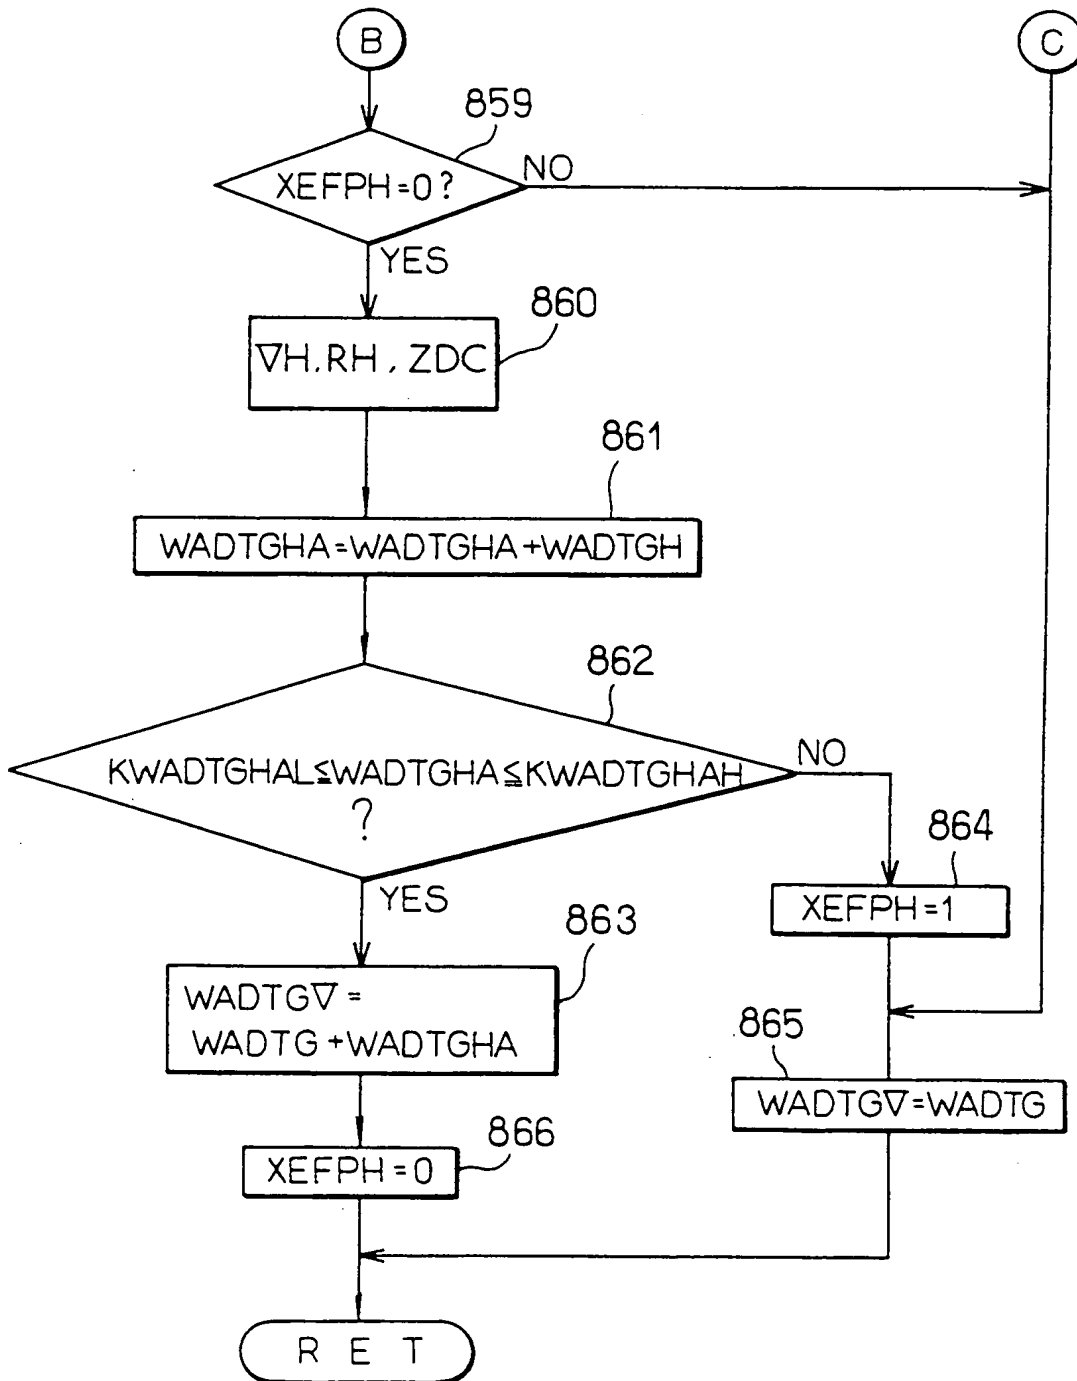 B
C
859
XEFPH=0?
NO
YES
860
∇H, RH, ZDC
861
WADTGHA=WADTGHA+WADTGH
862
KWADTGHAL≦WADTGHA≦KWADTGHAH
?
NO
YES
864
XEFPH=1
863
WADTG∇=
WADTG+WADTGHA
865
WADTG∇=WADTG
866
XEFPH=0
RET